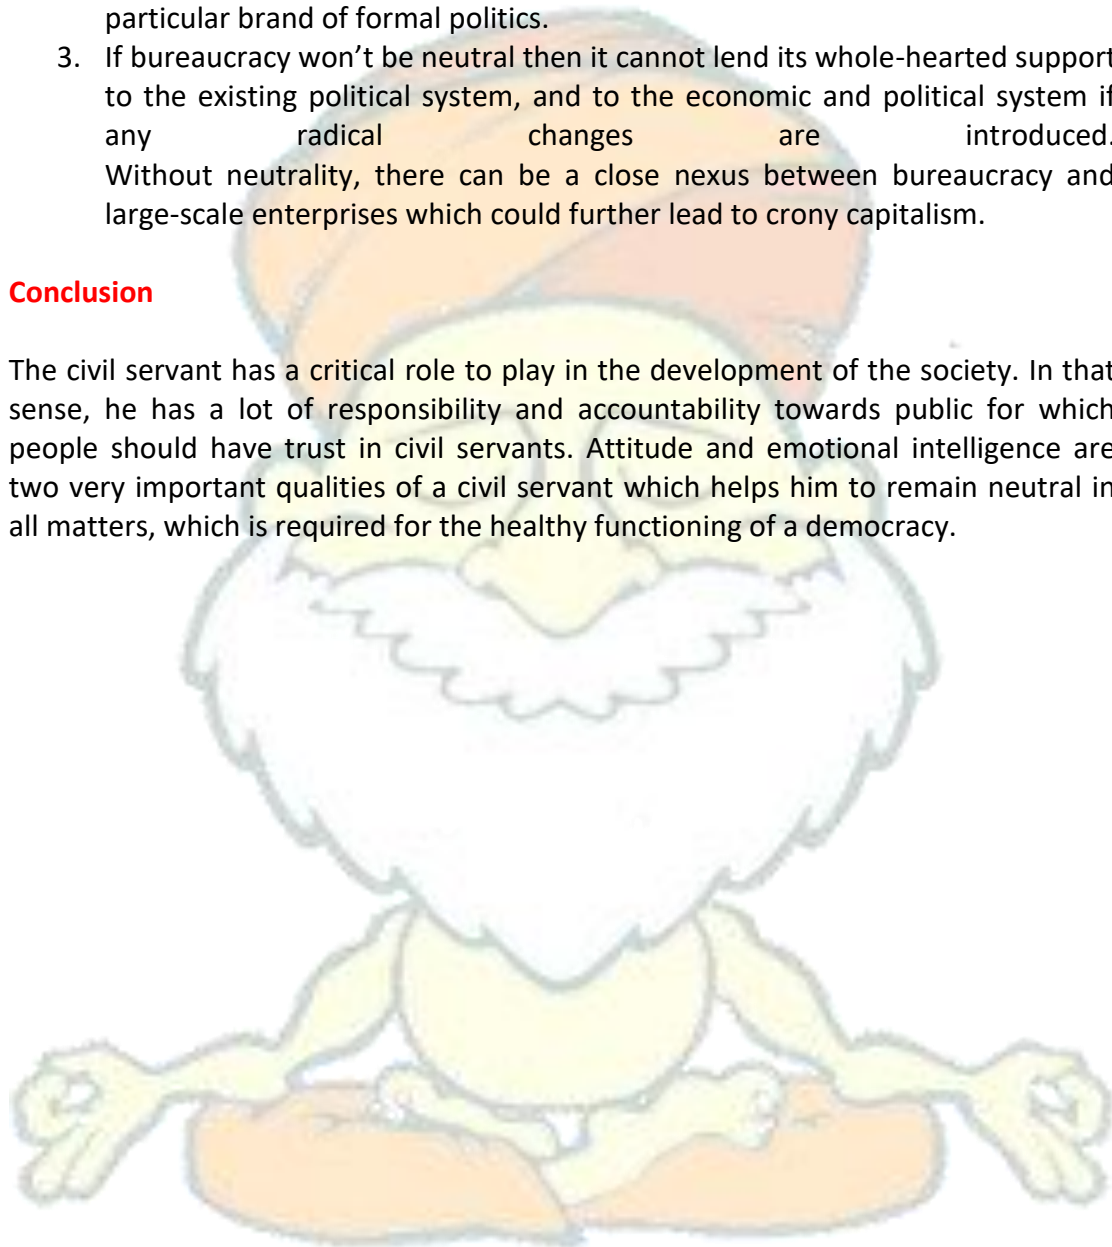 particular brand of formal politics.
3. If bureaucracy won’t be neutral then it cannot lend its whole-hearted support
to the existing political system, and to the economic and political system if
any radical changes are introduced.
Without neutrality, there can be a close nexus between bureaucracy and
large-scale enterprises which could further lead to crony capitalism.
Conclusion
The civil servant has a critical role to play in the development of the society. In that
sense, he has a lot of responsibility and accountability towards public for which
people should have trust in civil servants. Attitude and emotional intelligence are
two very important qualities of a civil servant which helps him to remain neutral in
all matters, which is required for the healthy functioning of a democracy.